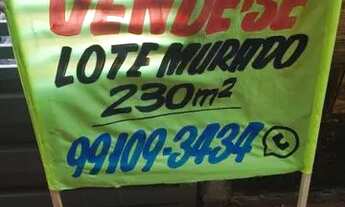 VENDE-SE
LOTE MURADO
230m²
99109-3434